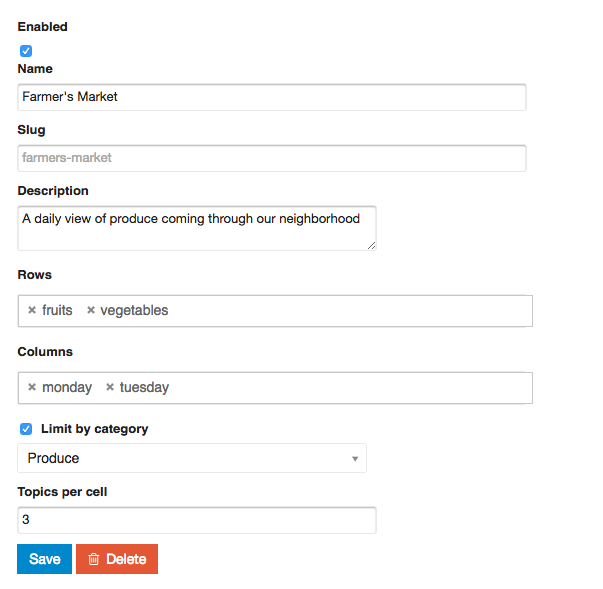 Enabled
Name
Farmer's Market
Slug
farmers-market
Description
A daily view of produce coming through our neighborhood
Rows
× fruits × vegetables
Columns
× monday × tuesday
Limit by category
Produce
Topics per cell
3
Save Delete